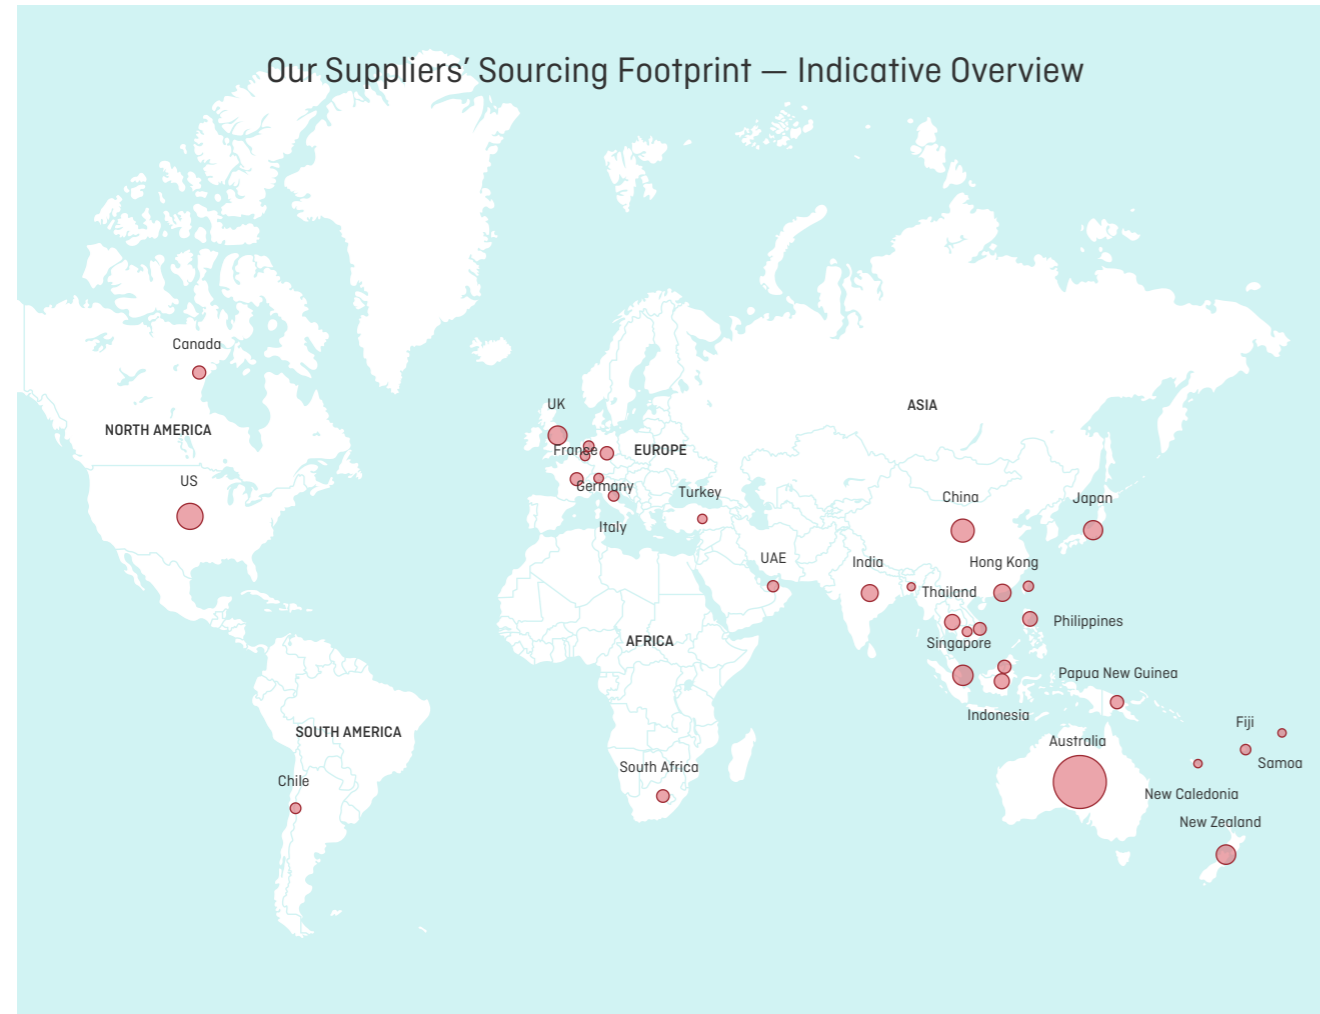 Our Suppliers’ Sourcing Footprint — Indicative Overview
Canada
NORTH AMERICA
US
UK
France
EUROPE
Germany
Italy
Turkey
ASIA
China
Japan
UAE
India
Hong Kong
Thailand
Philippines
Singapore
AFRICA
Papua New Guinea
Indonesia
SOUTH AMERICA
Chile
South Africa
Australia
Fiji
Samoa
New Caledonia
New Zealand